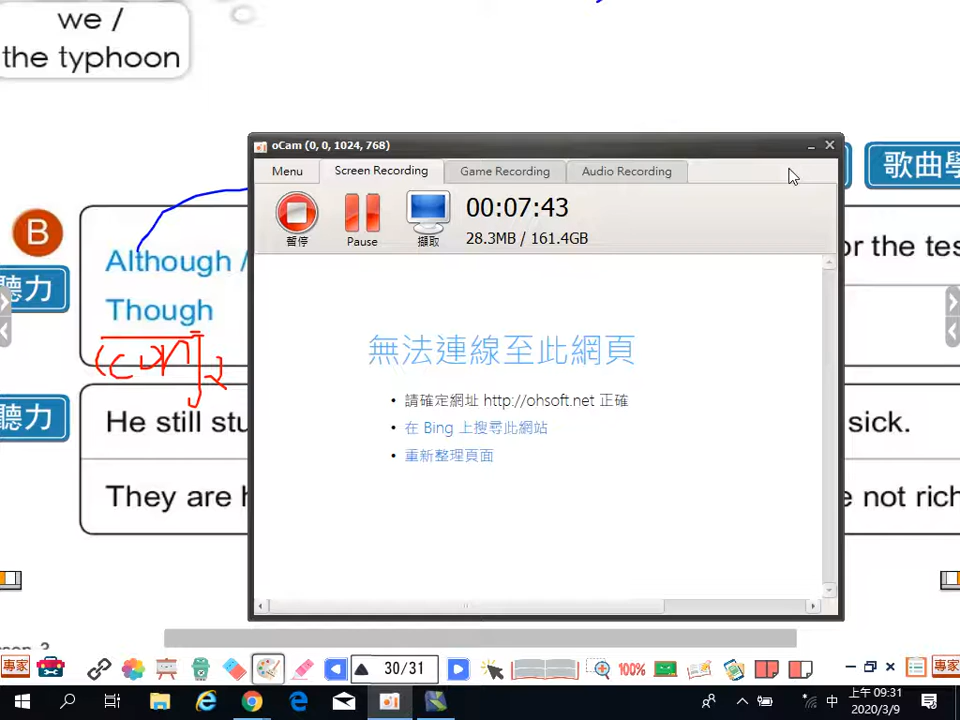 we /
the typhoon
oCam (0, 0, 1024, 768)
Menu
Screen Recording
Game Recording
Audio Recording
歌曲學
B
00:07:43
暫停
Pause
擷取
28.3MB / 161.4GB
Although /
or the tes
聽力
Though
(con
無法連線至此網頁
請確定網址 http://ohsoft.net 正確
聽力
He still stu
在 Bing 上搜尋此網站
sick.
重新整理頁面
They are h
e not rich
son 3
專家
30/31
100%
專家
中
上午 09:31
2020/3/9